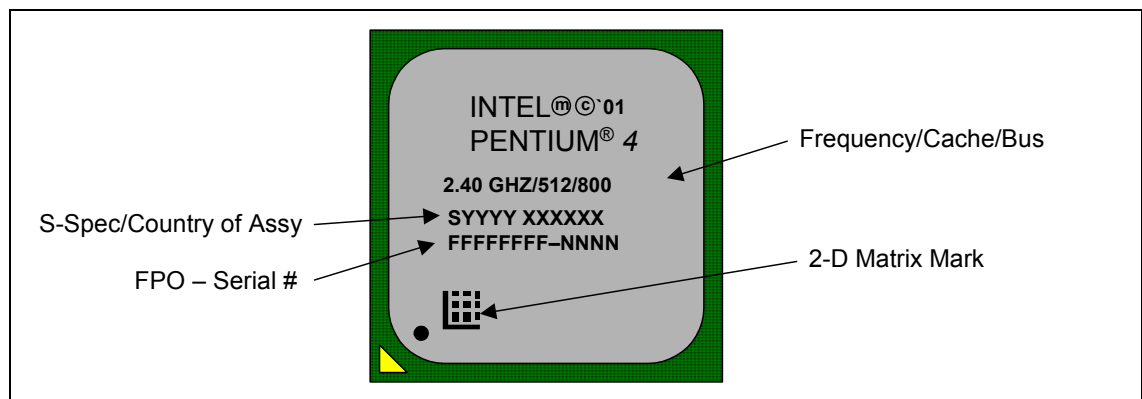 INTELⓜ©`01
PENTIUM® 4
Frequency/Cache/Bus
2.40 GHZ/512/800
S-Spec/Country of Assy
SYYYY XXXXXX
FFFFFFFF–NNNN
FPO – Serial #
2-D Matrix Mark